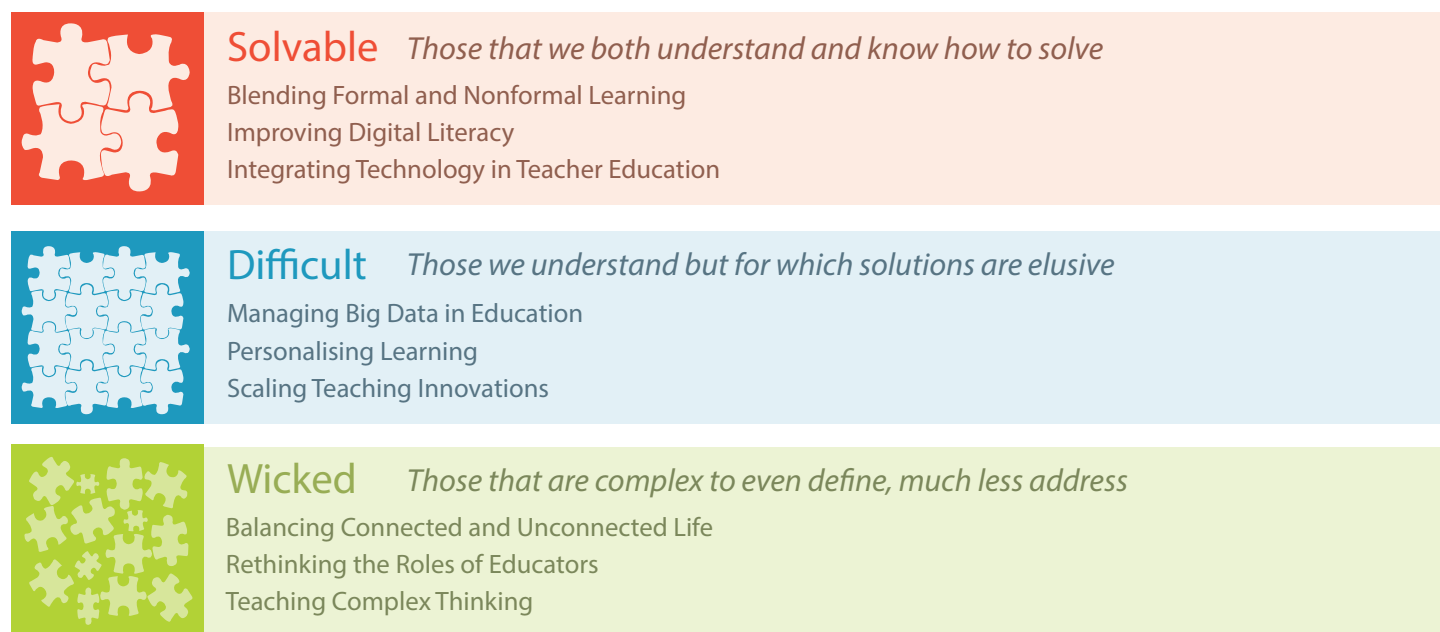 Solvable Those that we both understand and know how to solve
Blending Formal and Nonformal Learning
Improving Digital Literacy
Integrating Technology in Teacher Education
Difficult Those we understand but for which solutions are elusive
Managing Big Data in Education
Personalising Learning
Scaling Teaching Innovations
Wicked Those that are complex to even define, much less address
Balancing Connected and Unconnected Life
Rethinking the Roles of Educators
Teaching Complex Thinking